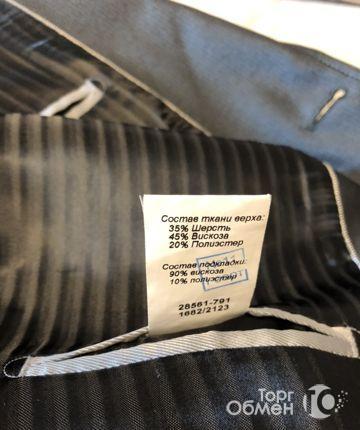 Состав ткани верха:
35% Шерсть
45% Вискоза
20% Полиэстер
Состав подкладки:
90% вискоза
10% полиэстер
28561-791
1682/2123
Торг
Обмен